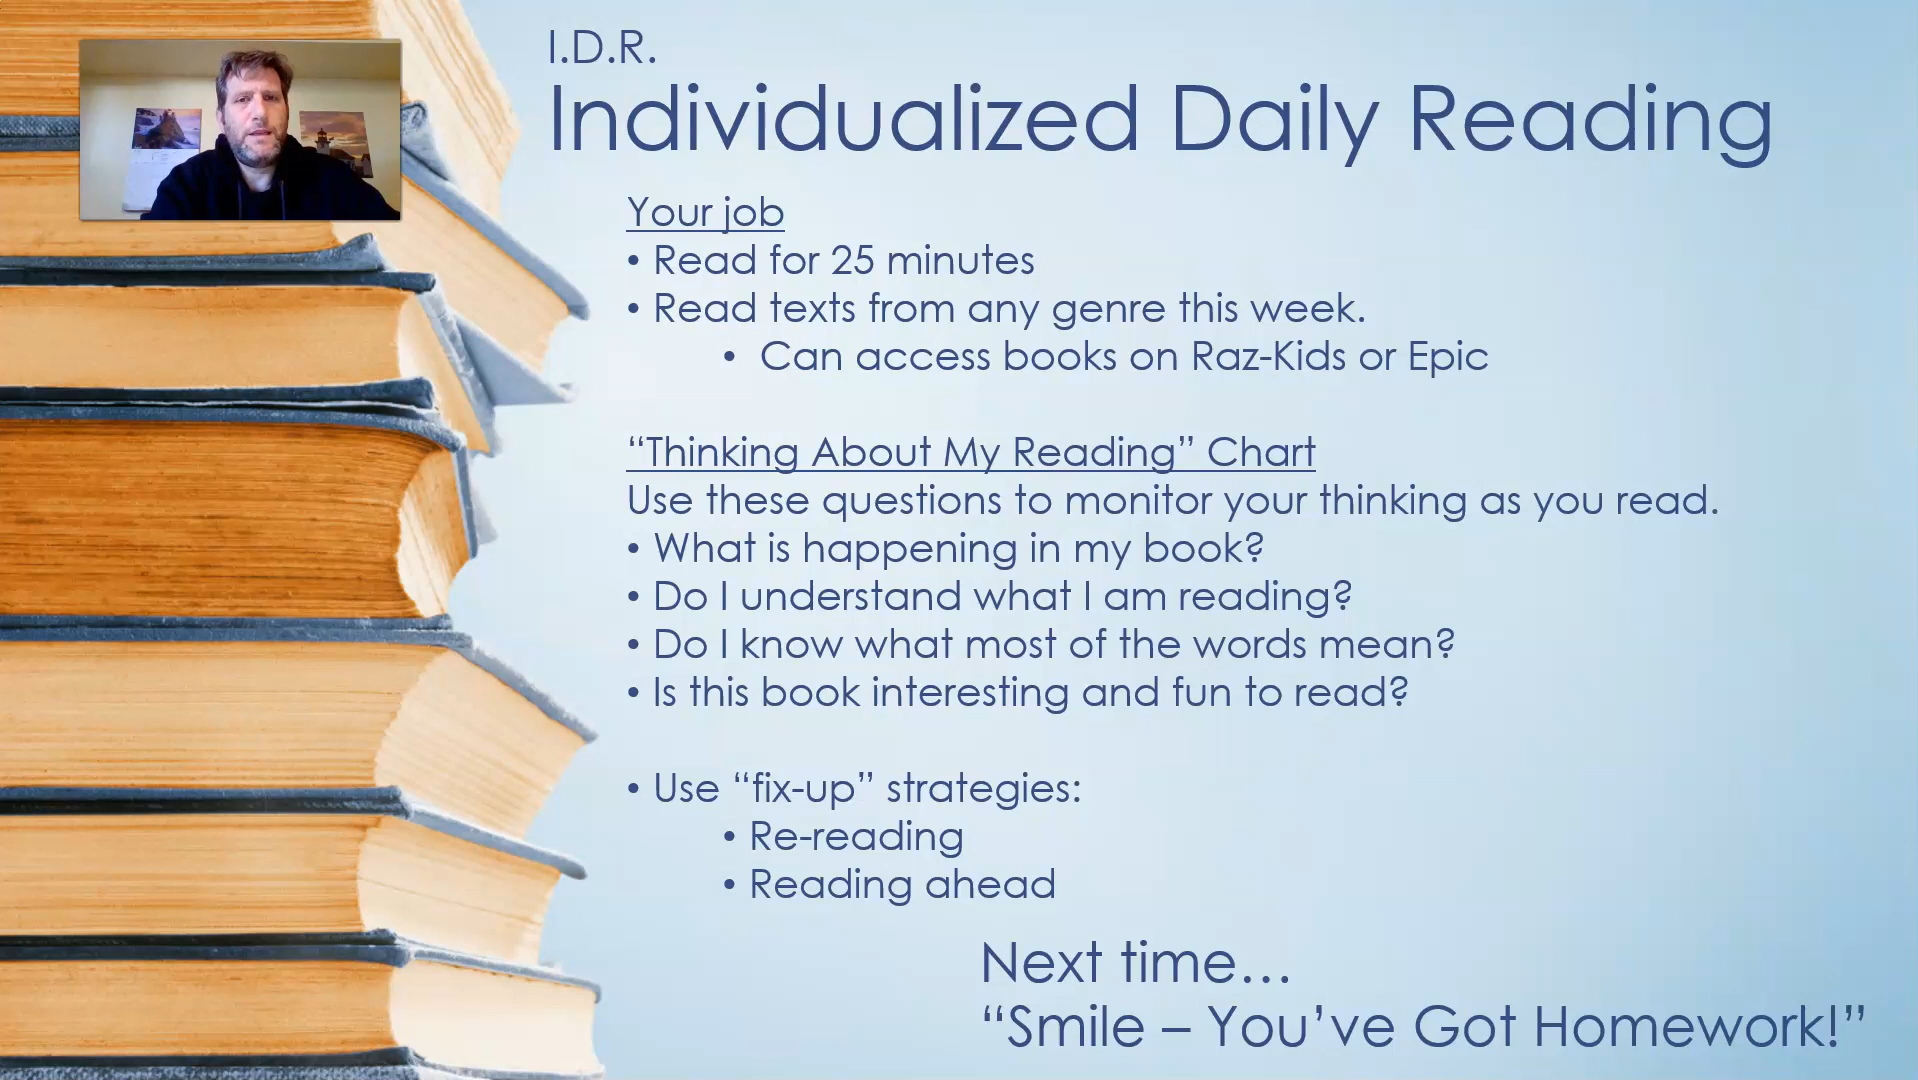 I.D.R.
Individualized Daily Reading
Your job
• Read for 25 minutes
• Read texts from any genre this week.
• Can access books on Raz-Kids or Epic
“Thinking About My Reading” Chart
Use these questions to monitor your thinking as you read.
• What is happening in my book?
• Do I understand what I am reading?
• Do I know what most of the words mean?
• Is this book interesting and fun to read?
• Use “fix-up” strategies:
• Re-reading
• Reading ahead
Next time…
“Smile – You’ve Got Homework!”